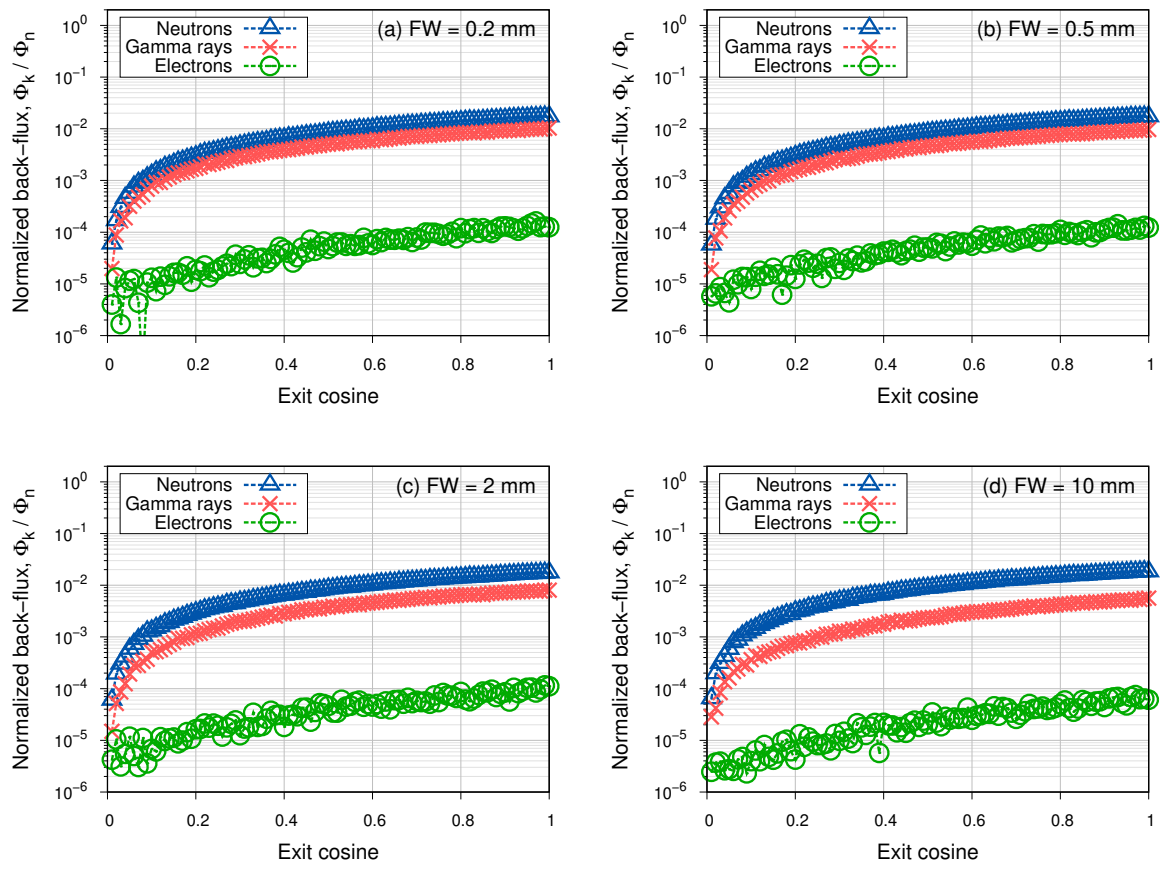 (a) FW = 0.2 mm
Neutrons
Gamma rays
Electrons
Normalized back−flux, Φk / Φn
10^0
10^−1
10^−2
10^−3
10^−4
10^−5
10^−6
0 0.2 0.4 0.6 0.8 1
Exit cosine
(b) FW = 0.5 mm
Neutrons
Gamma rays
Electrons
Normalized back−flux, Φk / Φn
10^0
10^−1
10^−2
10^−3
10^−4
10^−5
10^−6
0 0.2 0.4 0.6 0.8 1
Exit cosine
(c) FW = 2 mm
Neutrons
Gamma rays
Electrons
Normalized back−flux, Φk / Φn
10^0
10^−1
10^−2
10^−3
10^−4
10^−5
10^−6
0 0.2 0.4 0.6 0.8 1
Exit cosine
(d) FW = 10 mm
Neutrons
Gamma rays
Electrons
Normalized back−flux, Φk / Φn
10^0
10^−1
10^−2
10^−3
10^−4
10^−5
10^−6
0 0.2 0.4 0.6 0.8 1
Exit cosine